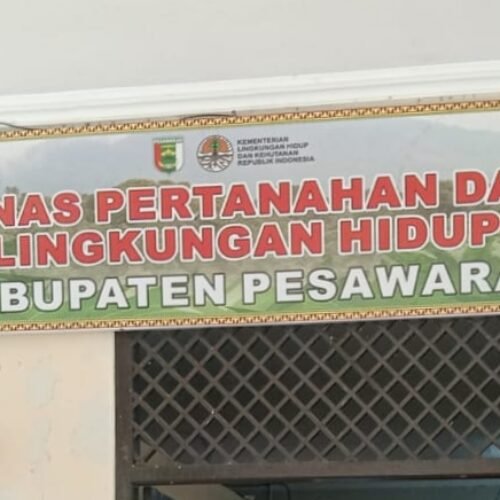 KEMENTERIAN
LINGKUNGAN HIDUP
DAN KEHUTANAN
REPUBLIK INDONESIA
NAS PERTANAHAN DA
LINGKUNGAN HIDUP
BUPATEN PESAWARA